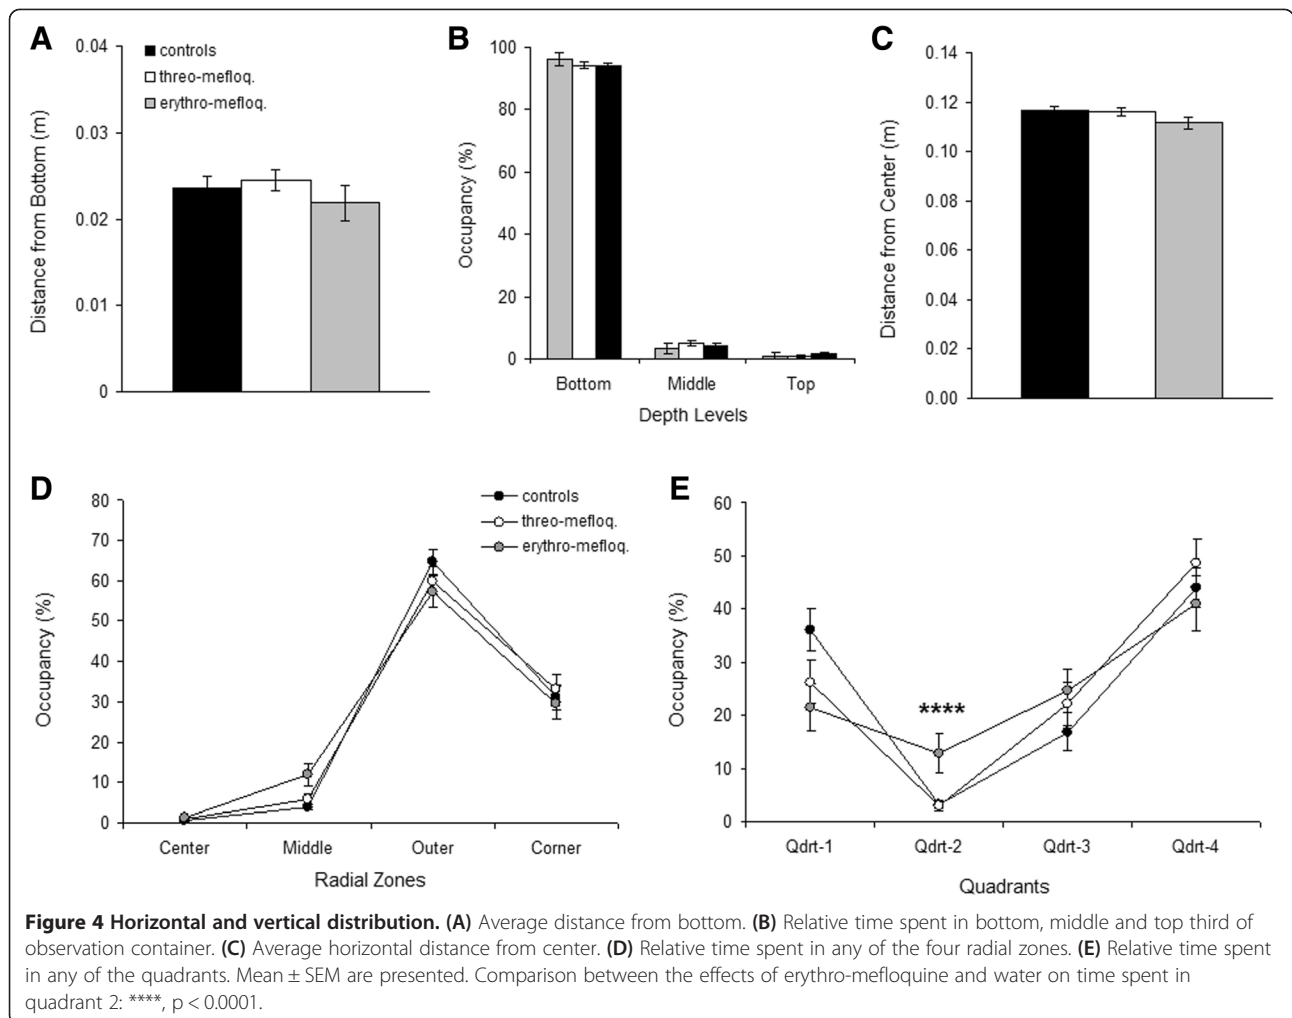 A
0.04
0.03
0.02
0.01
0
Distance from Bottom (m)
controls
threo-mefloq.
erythro-mefloq.
B
100
80
60
40
20
0
Occupancy (%)
Bottom Middle Top
Depth Levels
C
0.14
0.12
0.10
0.08
0.06
0.04
0.02
0.00
Distance from Center (m)
D
80
70
60
50
40
30
20
10
0
Occupancy (%)
controls
threo-mefloq.
erythro-mefloq.
Center Middle Outer Corner
Radial Zones
E
60
50
40
30
20
10
0
Occupancy (%)
****
Qdrt-1 Qdrt-2 Qdrt-3 Qdrt-4
Quadrants
Figure 4 Horizontal and vertical distribution. (A) Average distance from bottom. (B) Relative time spent in bottom, middle and top third of
observation container. (C) Average horizontal distance from center. (D) Relative time spent in any of the four radial zones. (E) Relative time spent
in any of the quadrants. Mean ± SEM are presented. Comparison between the effects of erythro-mefloquine and water on time spent in
quadrant 2: ****, p < 0.0001.